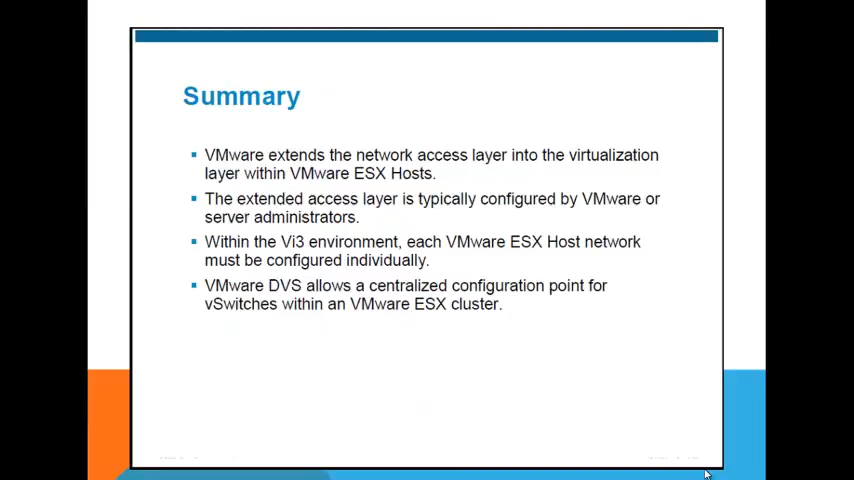 Summary
VMware extends the network access layer into the virtualization
layer within VMware ESX Hosts.
The extended access layer is typically configured by VMware or
server administrators.
Within the Vi3 environment, each VMware ESX Host network
must be configured individually.
VMware DVS allows a centralized configuration point for
vSwitches within an VMware ESX cluster.